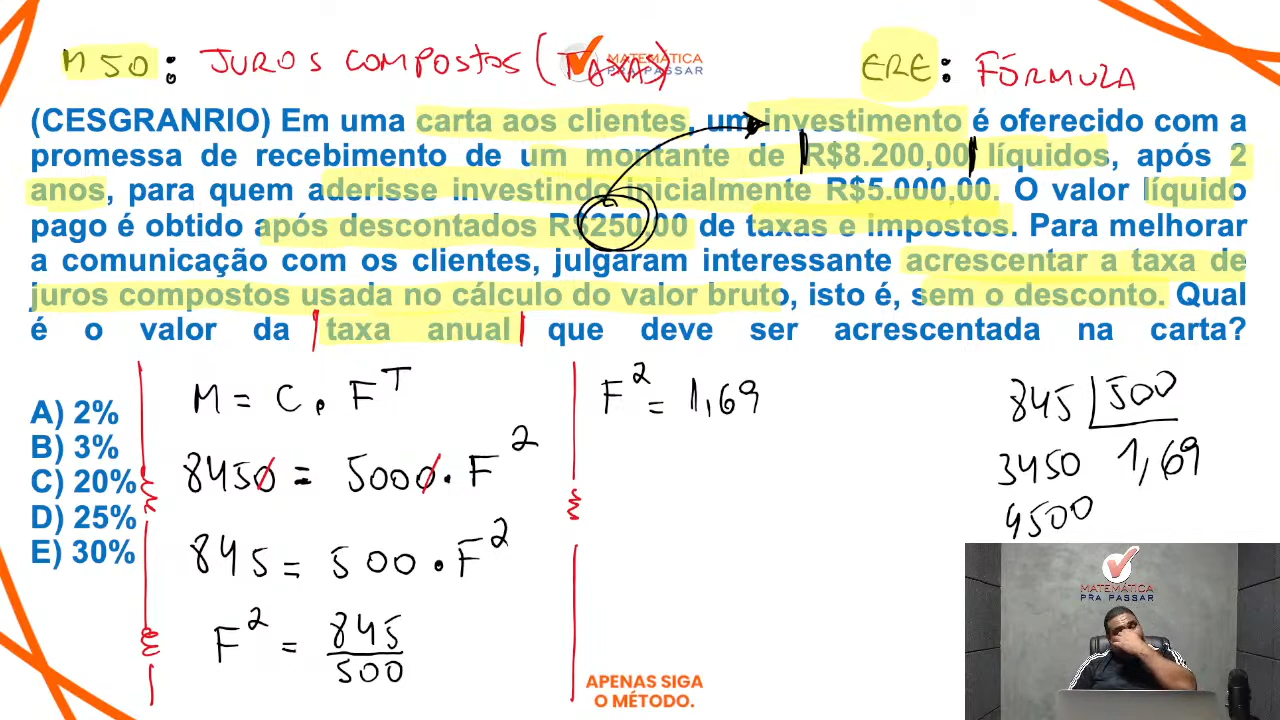 M50: JUROS COMPOSTOS (TAXAS)
MATEMÁTICA
PRA PASSAR
ERE: FÓRMULA
(CESGRANRIO) Em uma carta aos clientes, um investimento é oferecido com a
promessa de recebimento de um montante de R$8.200,00 líquidos, após 2
anos, para quem aderisse investindo inicialmente R$5.000,00. O valor líquido
pago é obtido após descontados R$250,00 de taxas e impostos. Para melhorar
a comunicação com os clientes, julgaram interessante acrescentar a taxa de
juros compostos usada no cálculo do valor bruto, isto é, sem o desconto. Qual
é o valor da taxa anual que deve ser acrescentada na carta?
A) 2%
B) 3%
C) 20%
D) 25%
E) 30%
M = C . F^T
8450 = 5000 . F^2
845 = 500 . F^2
F^2 = 845/500
F^2 = 1,69
845 | 500
3450 1,69
4500
MATEMÁTICA
PRA PASSAR
APENAS SIGA
O MÉTODO.